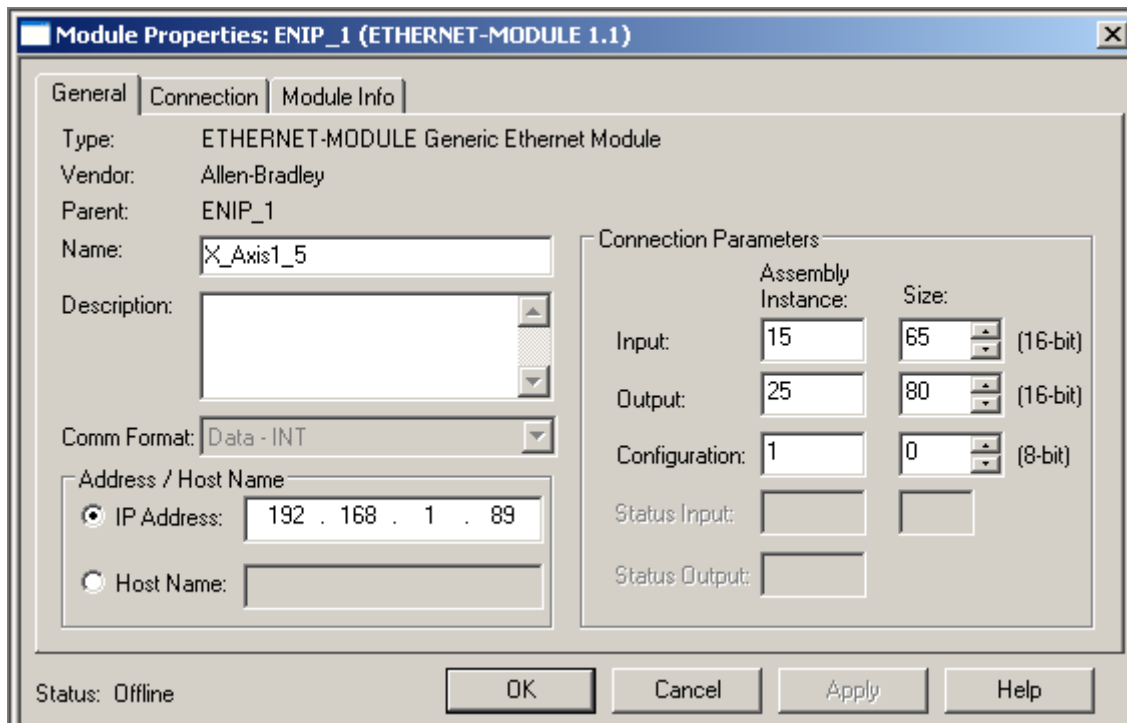 Module Properties: ENIP_1 (ETHERNET-MODULE 1.1)
General Connection Module Info
Type: ETHERNET-MODULE Generic Ethernet Module
Vendor: Allen-Bradley
Parent: ENIP_1
Name: X_Axis1_5
Description:
Comm Format: Data - INT
Address / Host Name
IP Address: 192 . 168 . 1 . 89
Host Name:
Connection Parameters
Assembly Instance: Size:
Input: 15 65 (16-bit)
Output: 25 80 (16-bit)
Configuration: 1 0 (8-bit)
Status Input:
Status Output:
Status: Offline OK Cancel Apply Help